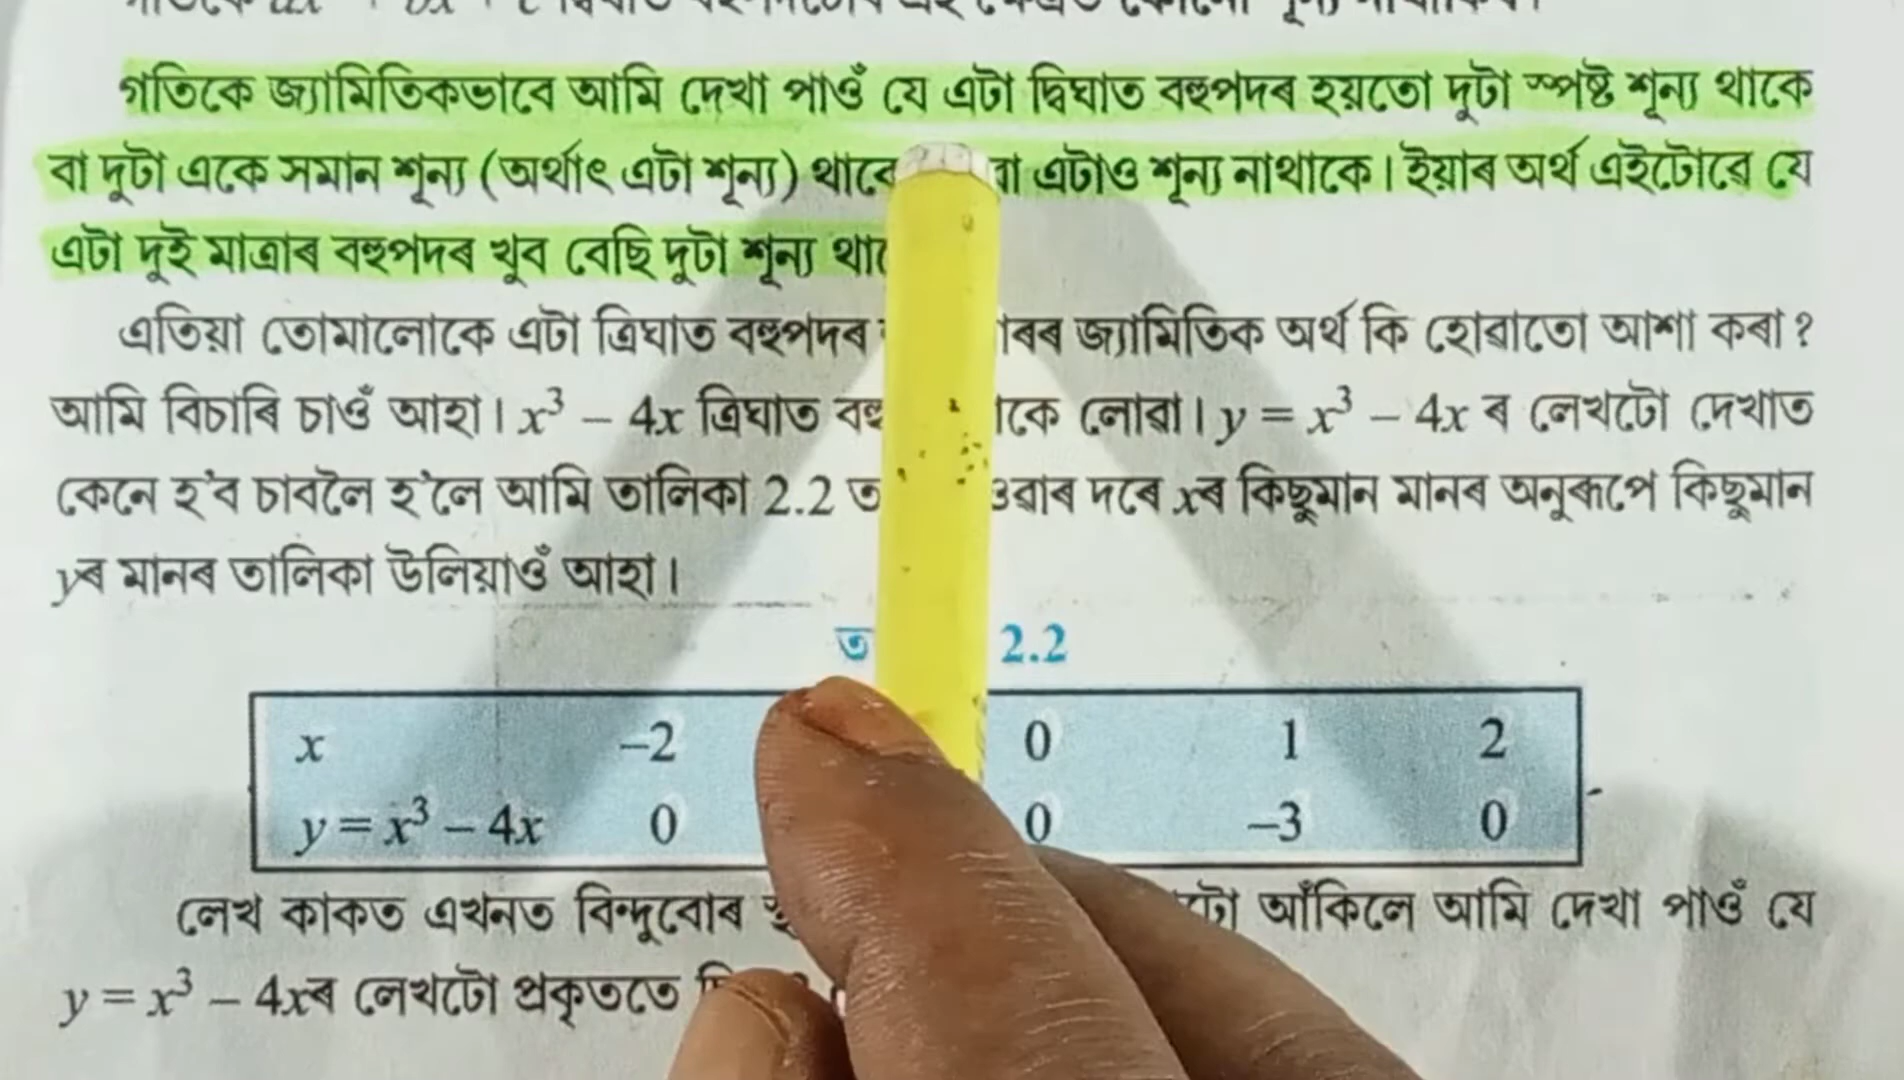 গতিকে জ্যামিতিকভাবে আমি দেখা পাওঁ যে এটা দ্বিঘাত বহুপদৰ হয়তো দুটা স্পষ্ট শূন্য থাকে
বা দুটা একে সমান শূন্য (অৰ্থাৎ এটা শূন্য) এটাও শূন্য নাথাকে। ইয়াৰ অৰ্থ এইটোৱে যে
এটা দুই মাত্ৰাৰ বহুপদৰ খুব বেছি দুটা শূন্য
এতিয়া তোমালোকে এটা ত্ৰিঘাত বহুপদৰ জ্যামিতিক অৰ্থ কি হোৱাতো আশা কৰা?
আমি বিচাৰি চাওঁ আহা। x³ – 4x ত্ৰিঘাত লোৱা। y = x³ – 4x ৰ লেখটো দেখাত
কেনে হ'ব চাবলৈ হ'লে আমি তালিকা 2.2 দৰে xৰ কিছুমান মানৰ অনুৰূপে কিছুমান
yৰ মানৰ তালিকা উলিয়াওঁ আহা।
2.2
x –2 0 1 2
y = x³ – 4x 0 0 –3 0
লেখ কাকত এখনত বিন্দুবোৰ আঁকিলে আমি দেখা পাওঁ যে
y = x³ – 4xৰ লেখটো প্ৰকৃততে